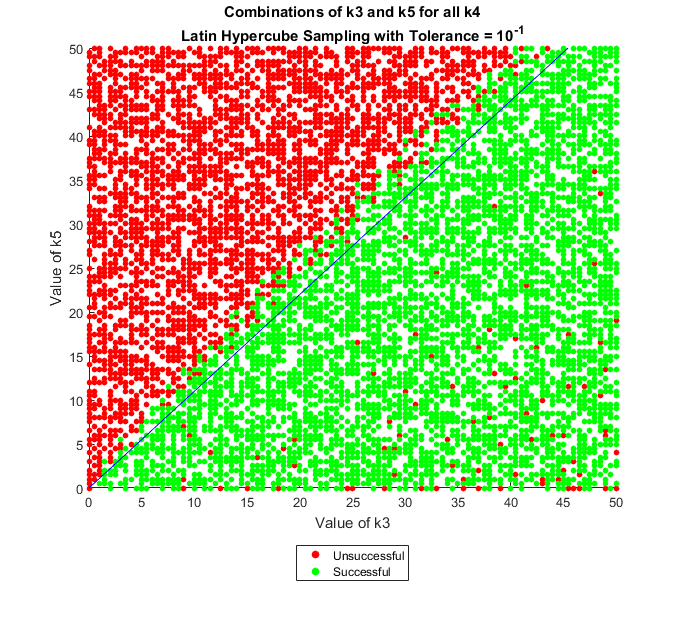 Combinations of k3 and k5 for all k4
Latin Hypercube Sampling with Tolerance = 10^-1
50
45
40
35
30
25
20
15
10
5
0
Value of k5
0 5 10 15 20 25 30 35 40 45 50
Value of k3
Unsuccessful
Successful